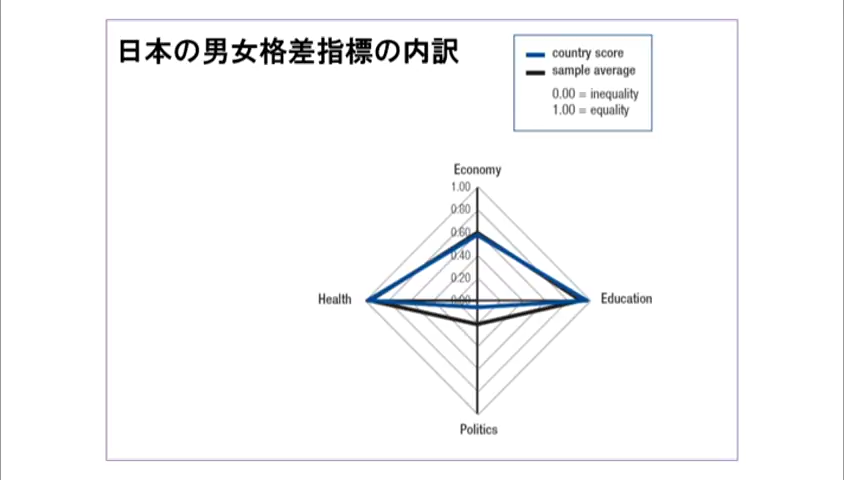 日本の男女格差指標の内訳
country score
sample average
0.00 = inequality
1.00 = equality
Economy
1.00
0.80
0.60
0.40
0.20
0.00
Health
Education
Politics